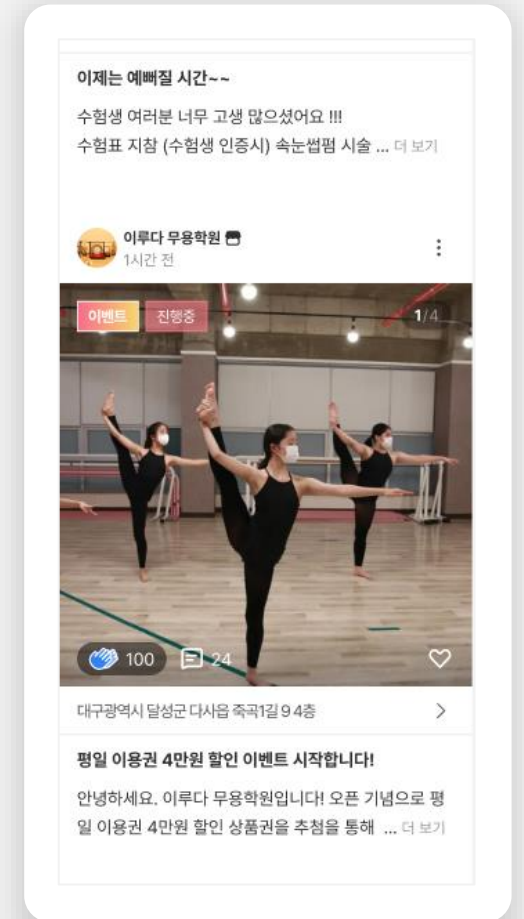 이제는 예뻐질 시간~~
수험생 여러분 너무 고생 많으셨어요 !!!
수험표 지참 (수험생 인증시) 속눈썹펌 시술 ... 더 보기
이루다 무용학원
1시간 전
이벤트 진행중 1/4
100 24
대구광역시 달성군 다사읍 죽곡1길 9 4층
평일 이용권 4만원 할인 이벤트 시작합니다!
안녕하세요. 이루다 무용학원입니다! 오픈 기념으로 평
일 이용권 4만원 할인 상품권을 추첨을 통해 ... 더 보기